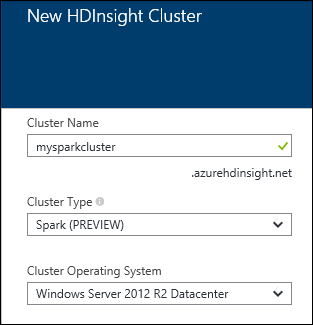 New HDInsight Cluster
Cluster Name
mysparkcluster
.azurehdinsight.net
Cluster Type
Spark (PREVIEW)
Cluster Operating System
Windows Server 2012 R2 Datacenter